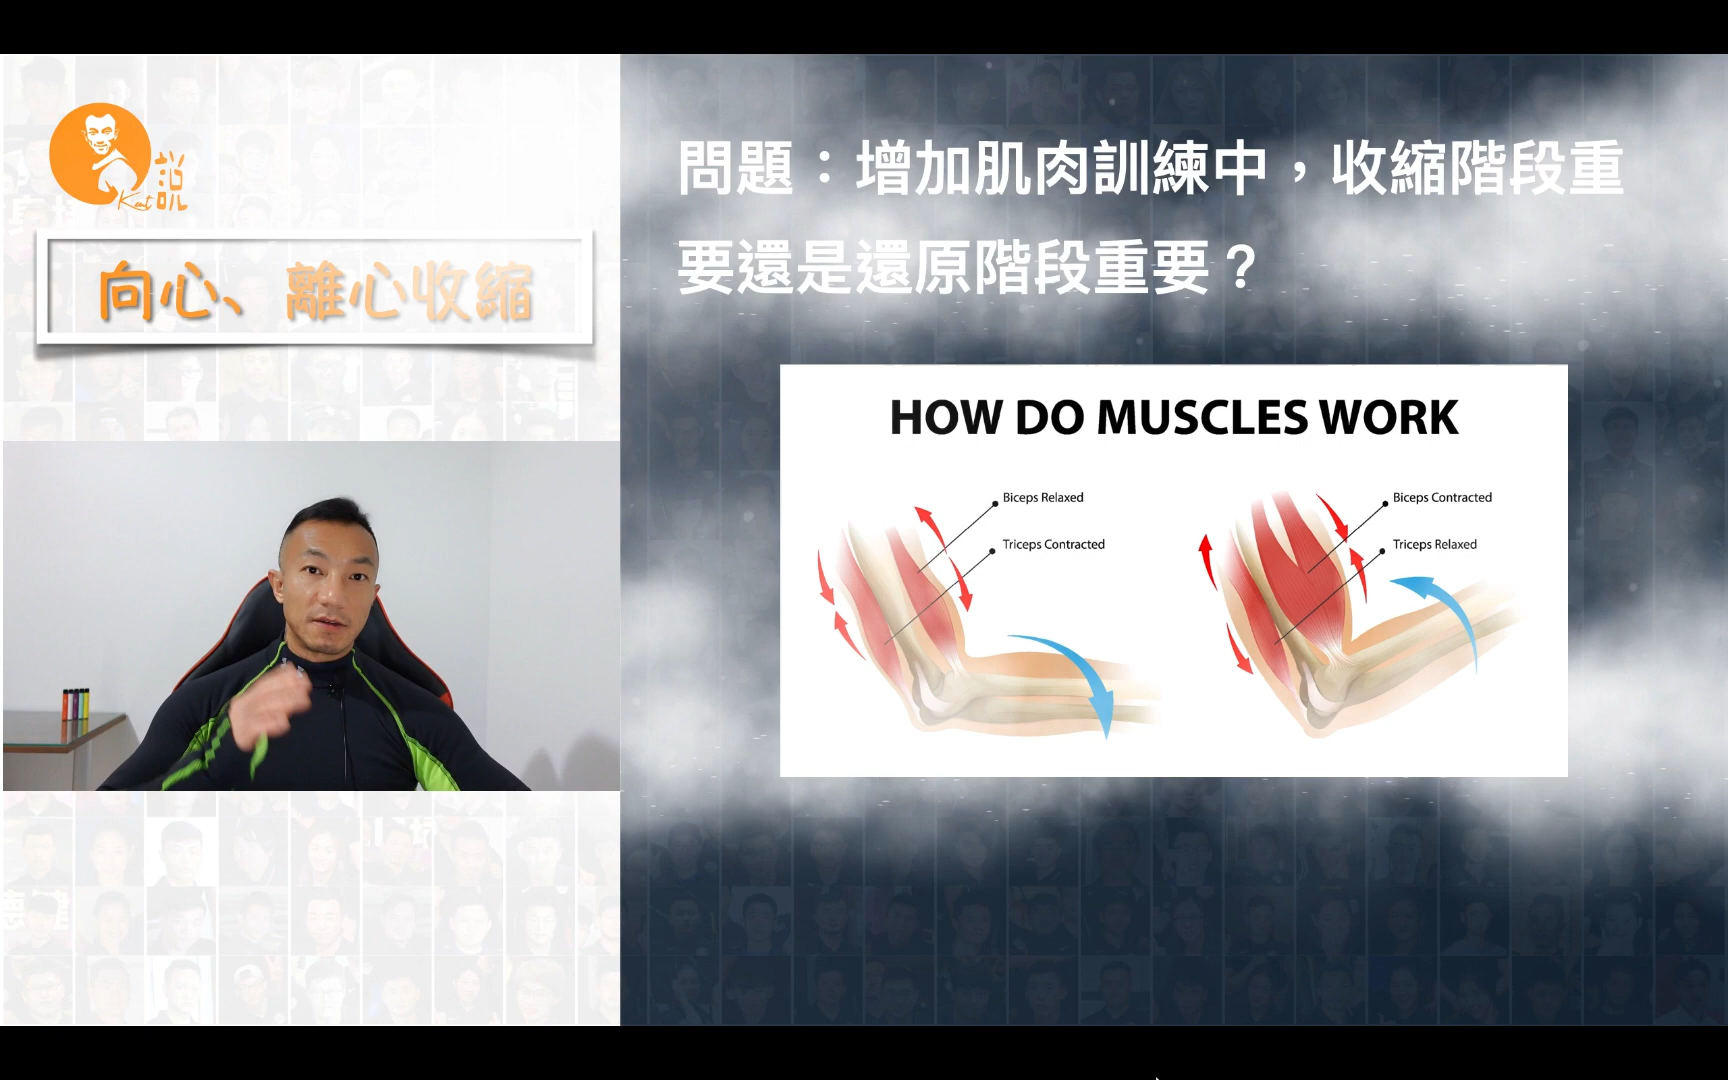 Kent
説
向心、離心收縮
問題：增加肌肉訓練中，收縮階段重
要還是還原階段重要？
HOW DO MUSCLES WORK
Biceps Relaxed
Triceps Contracted
Biceps Contracted
Triceps Relaxed